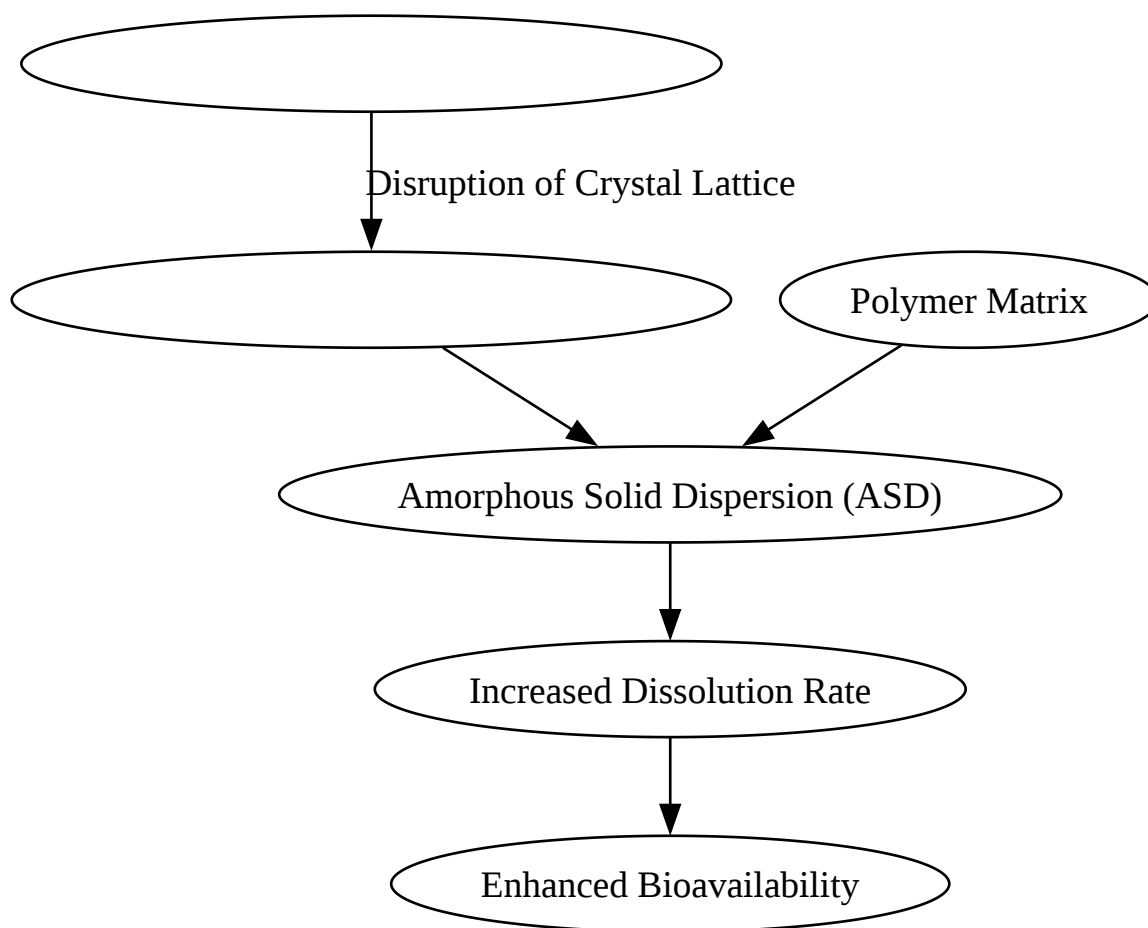 Disruption of Crystal Lattice
Polymer Matrix
Amorphous Solid Dispersion (ASD)
Increased Dissolution Rate
Enhanced Bioavailability